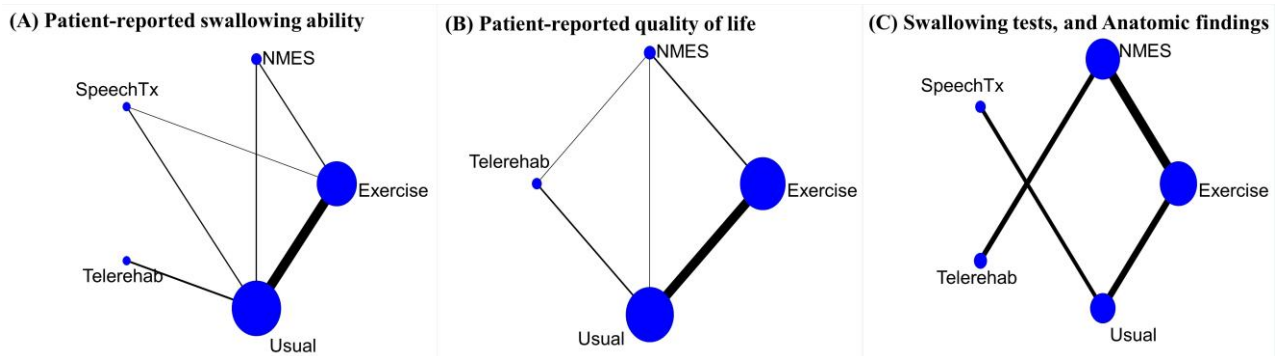 (A) Patient-reported swallowing ability
NMES
SpeechTx
Exercise
Telerehab
Usual
(B) Patient-reported quality of life
NMES
Telerehab
Exercise
Usual
(C) Swallowing tests, and Anatomic findings
NMES
SpeechTx
Exercise
Telerehab
Usual